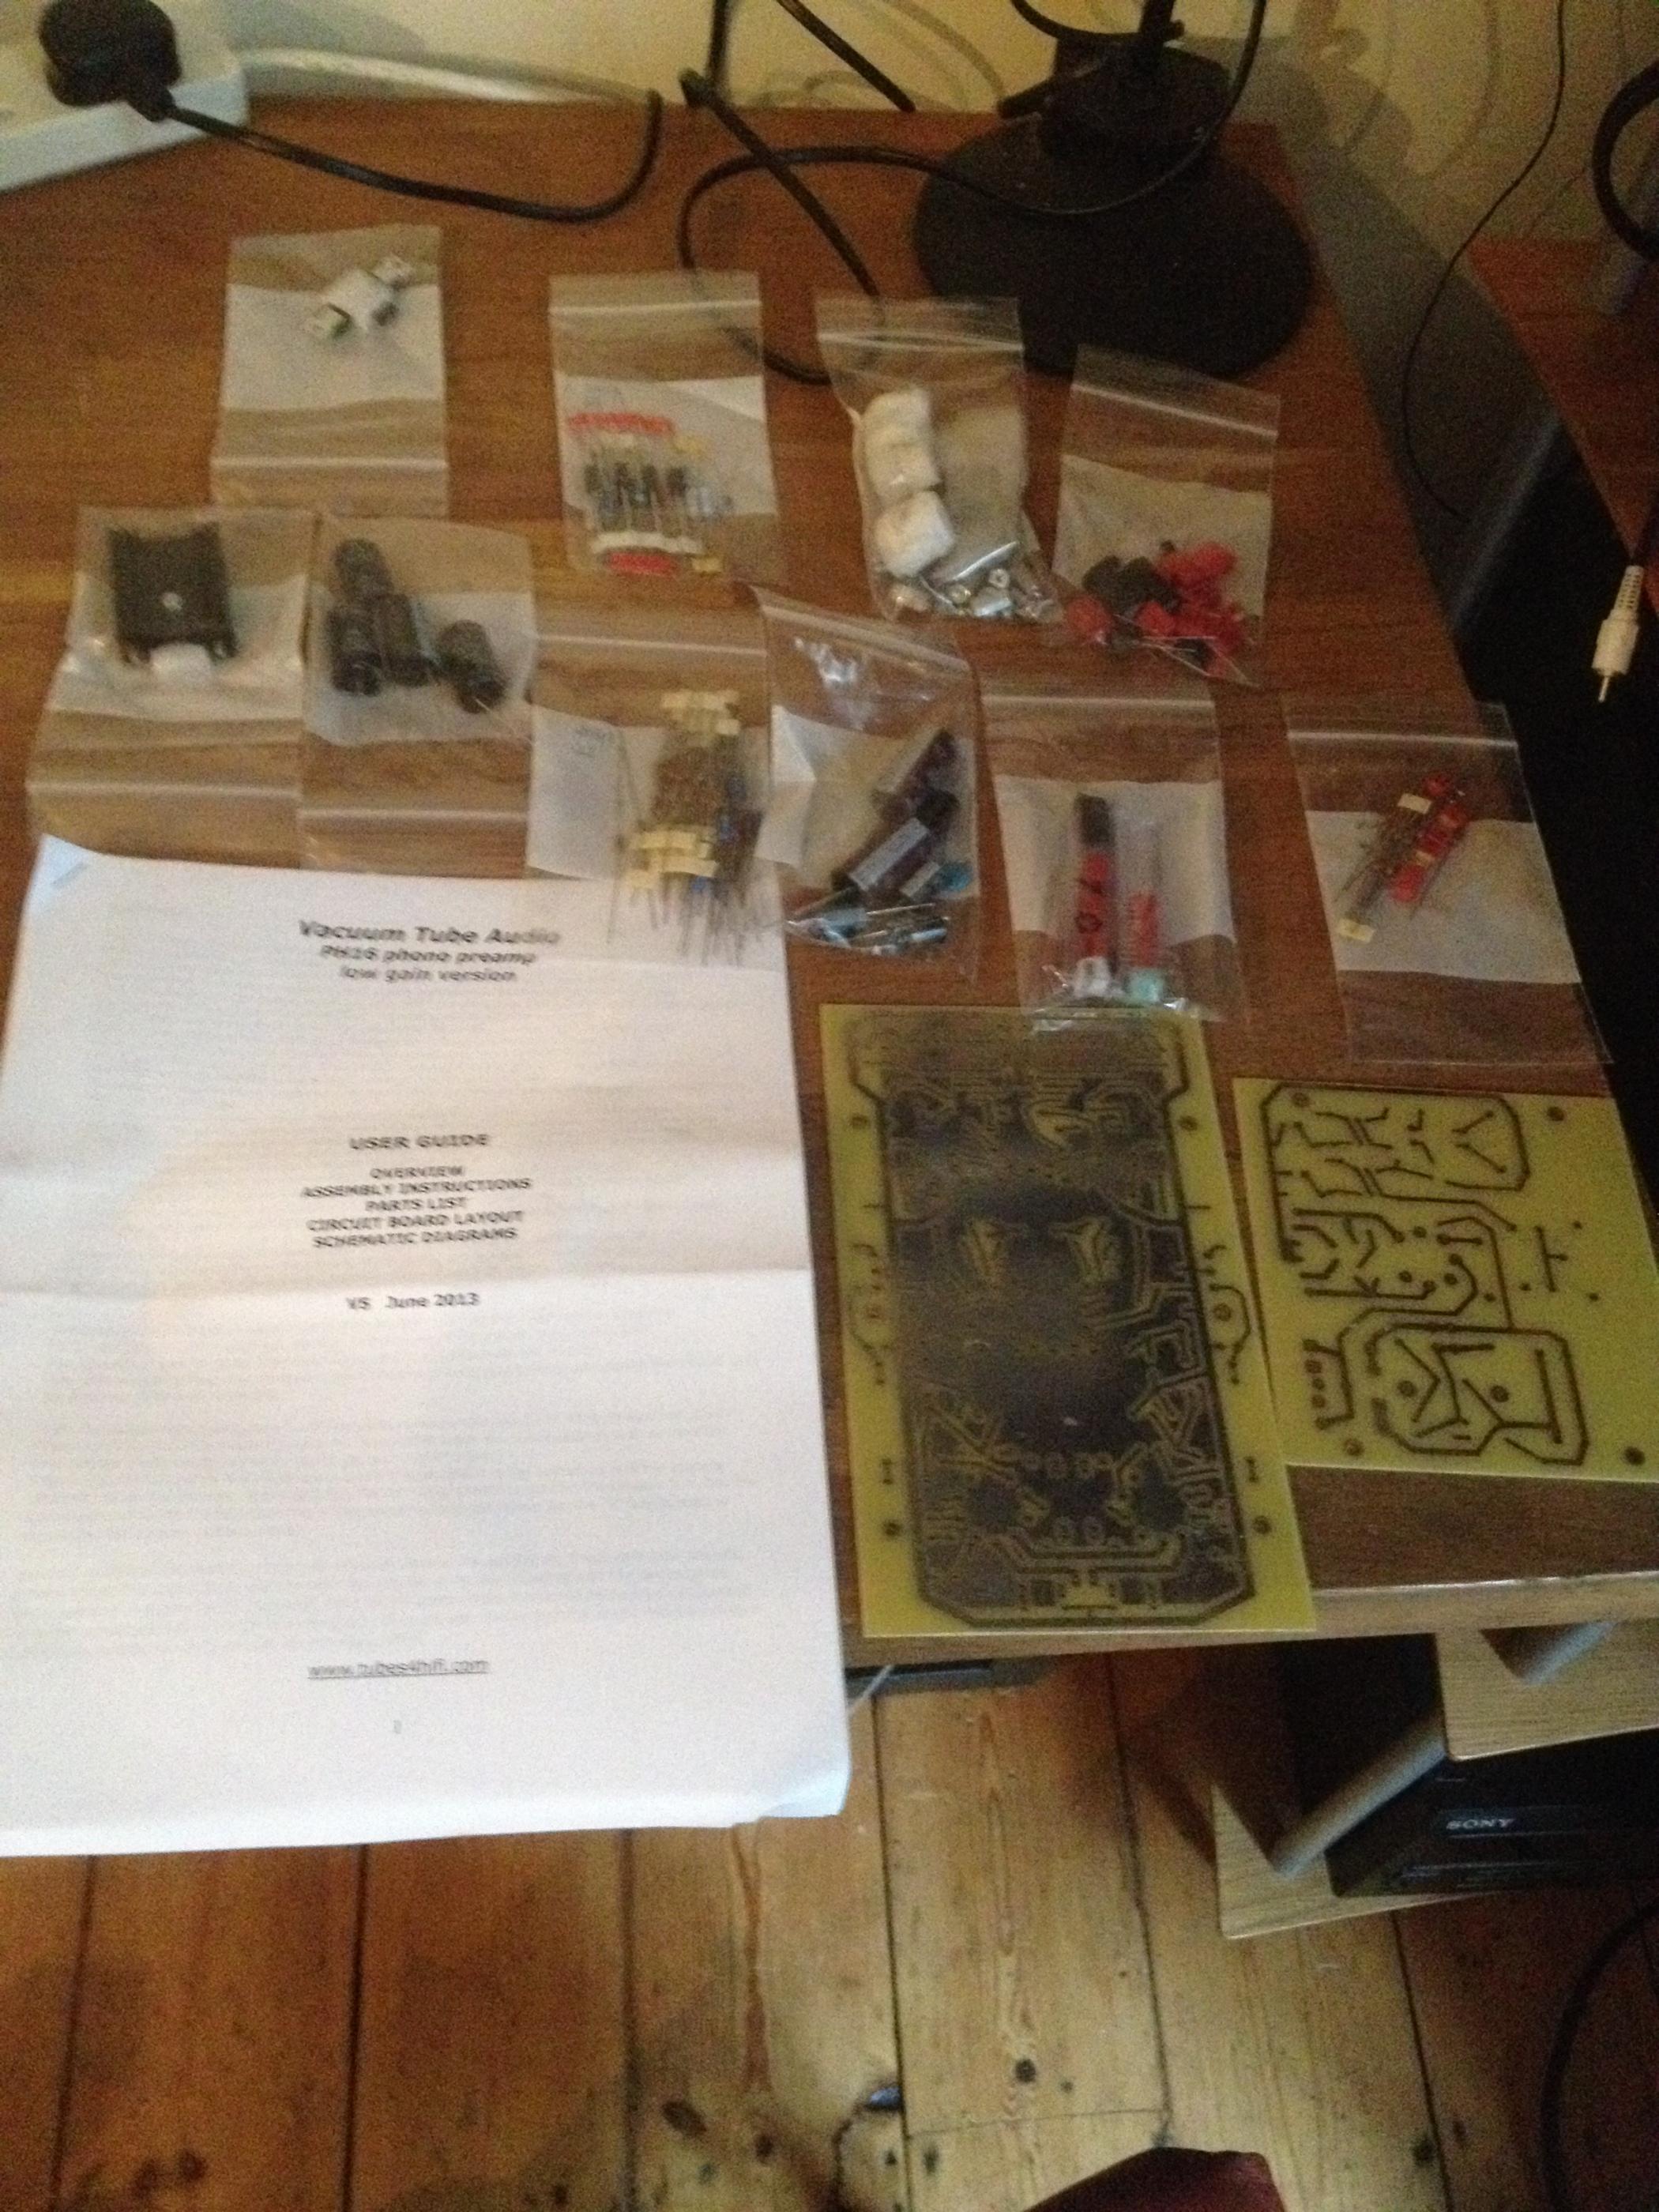 Vacuum Tube Audio
PH16 phono preamp
low gain version
USER GUIDE
OVERVIEW
ASSEMBLY INSTRUCTIONS
PARTS LIST
CIRCUIT BOARD LAYOUT
SCHEMATIC DIAGRAMS
V5 June 2013
www.tubes4hifi.com
SONY